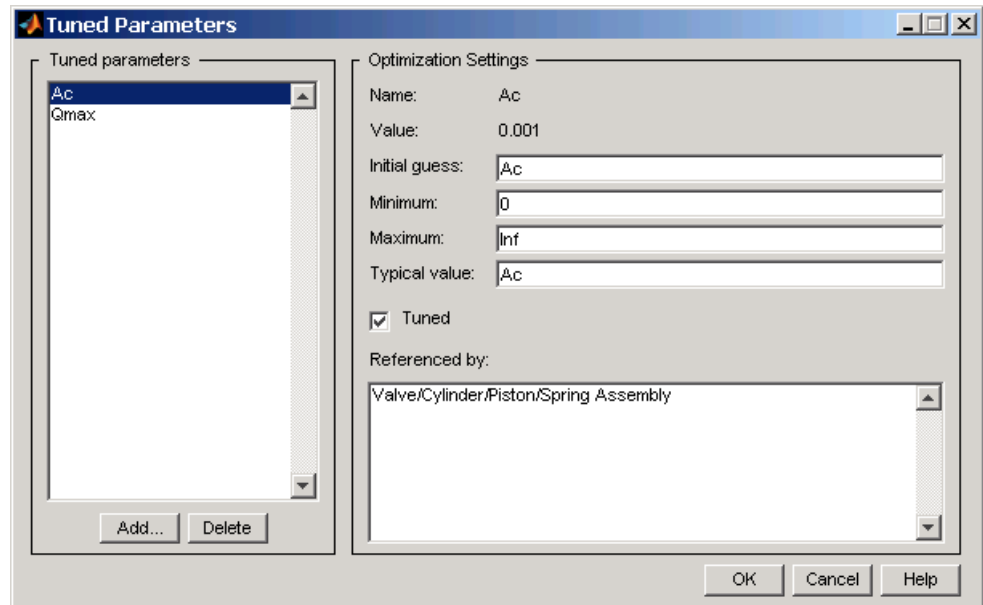 Tuned Parameters
Tuned parameters
Ac
Qmax
Add...
Delete
Optimization Settings
Name: Ac
Value: 0.001
Initial guess: Ac
Minimum: 0
Maximum: Inf
Typical value: Ac
Tuned
Referenced by:
Valve/Cylinder/Piston/Spring Assembly
OK
Cancel
Help